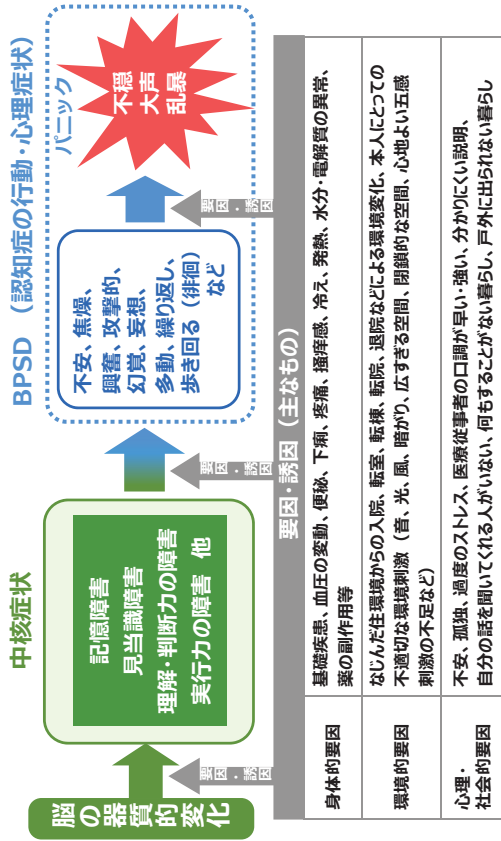 中核症状
BPSD（認知症の行動・心理症状）
脳の器質的変化
記憶障害
見当識障害
理解・判断力の障害
実行力の障害　他
不安、焦燥、
興奮、攻撃的、
幻覚、妄想、
多動、繰り返し、
歩き回る（徘徊）
など
パニック
不穏
大声
乱暴
要因・誘因
要因・誘因
要因・誘因
要因・誘因（主なもの）
身体的要因
基礎疾患、血圧の変動、便秘、下痢、疼痛、搔痒感、冷え、発熱、水分・電解質の異常、
薬の副作用等
環境的要因
なじんだ住環境からの入院、転室、転棟、転院、退院などによる環境変化、本人にとっての
不適切な環境刺激（音、光、風、暗がり、広すぎる空間、閉鎖的な空間、心地よい五感
刺激の不足など）
心理・
社会的要因
不安、孤独、過度のストレス、医療従事者の口調が早い・強い、分かりにくい説明、
自分の話を聞いてくれる人がいない、何もすることがない暮らし、戸外に出られない暮らし